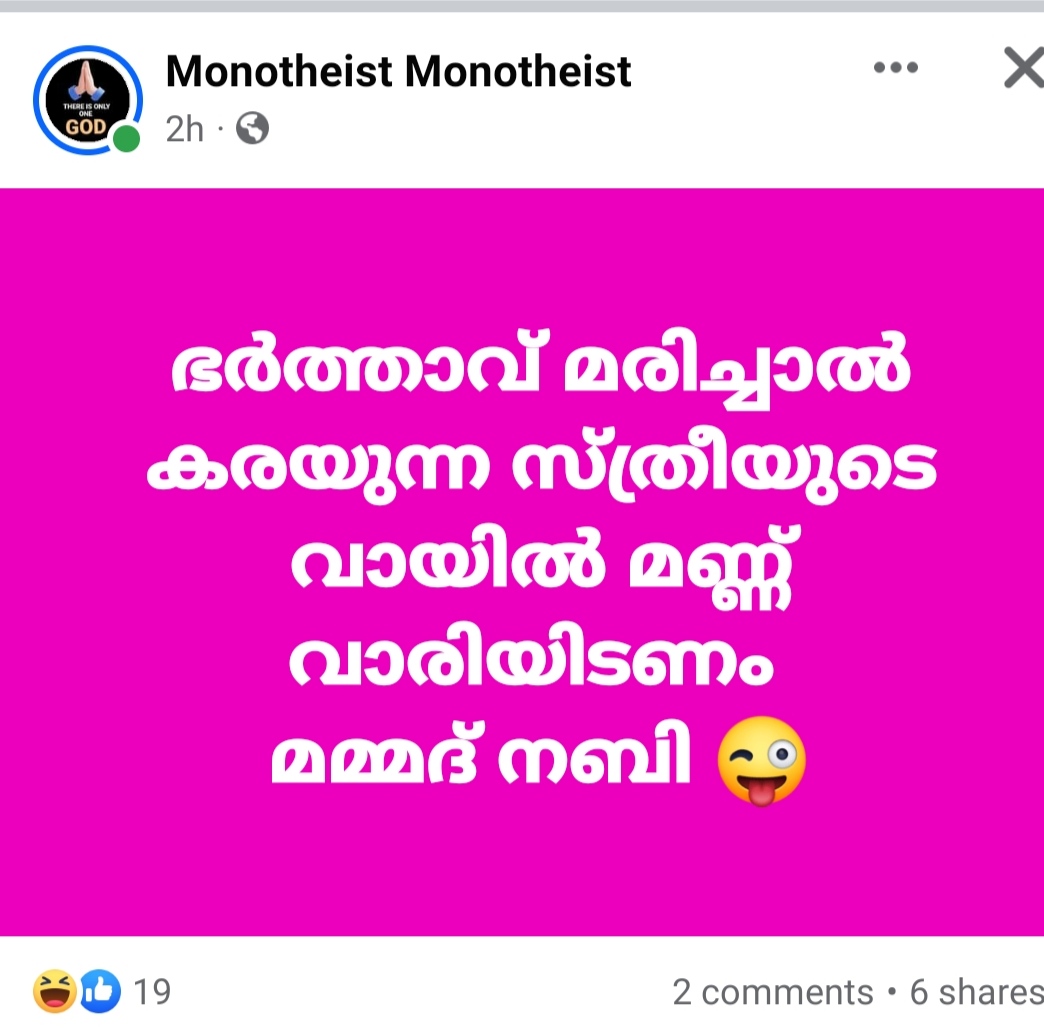 Monotheist Monotheist
THERE IS ONLY
ONE
GOD
2h ·
ഭർത്താവ് മരിച്ചാൽ
കരയുന്ന സ്ത്രീയുടെ
വായിൽ മണ്ണ്
വാരിയിടണം
മമ്മദ് നബി 😜
19
2 comments • 6 shares